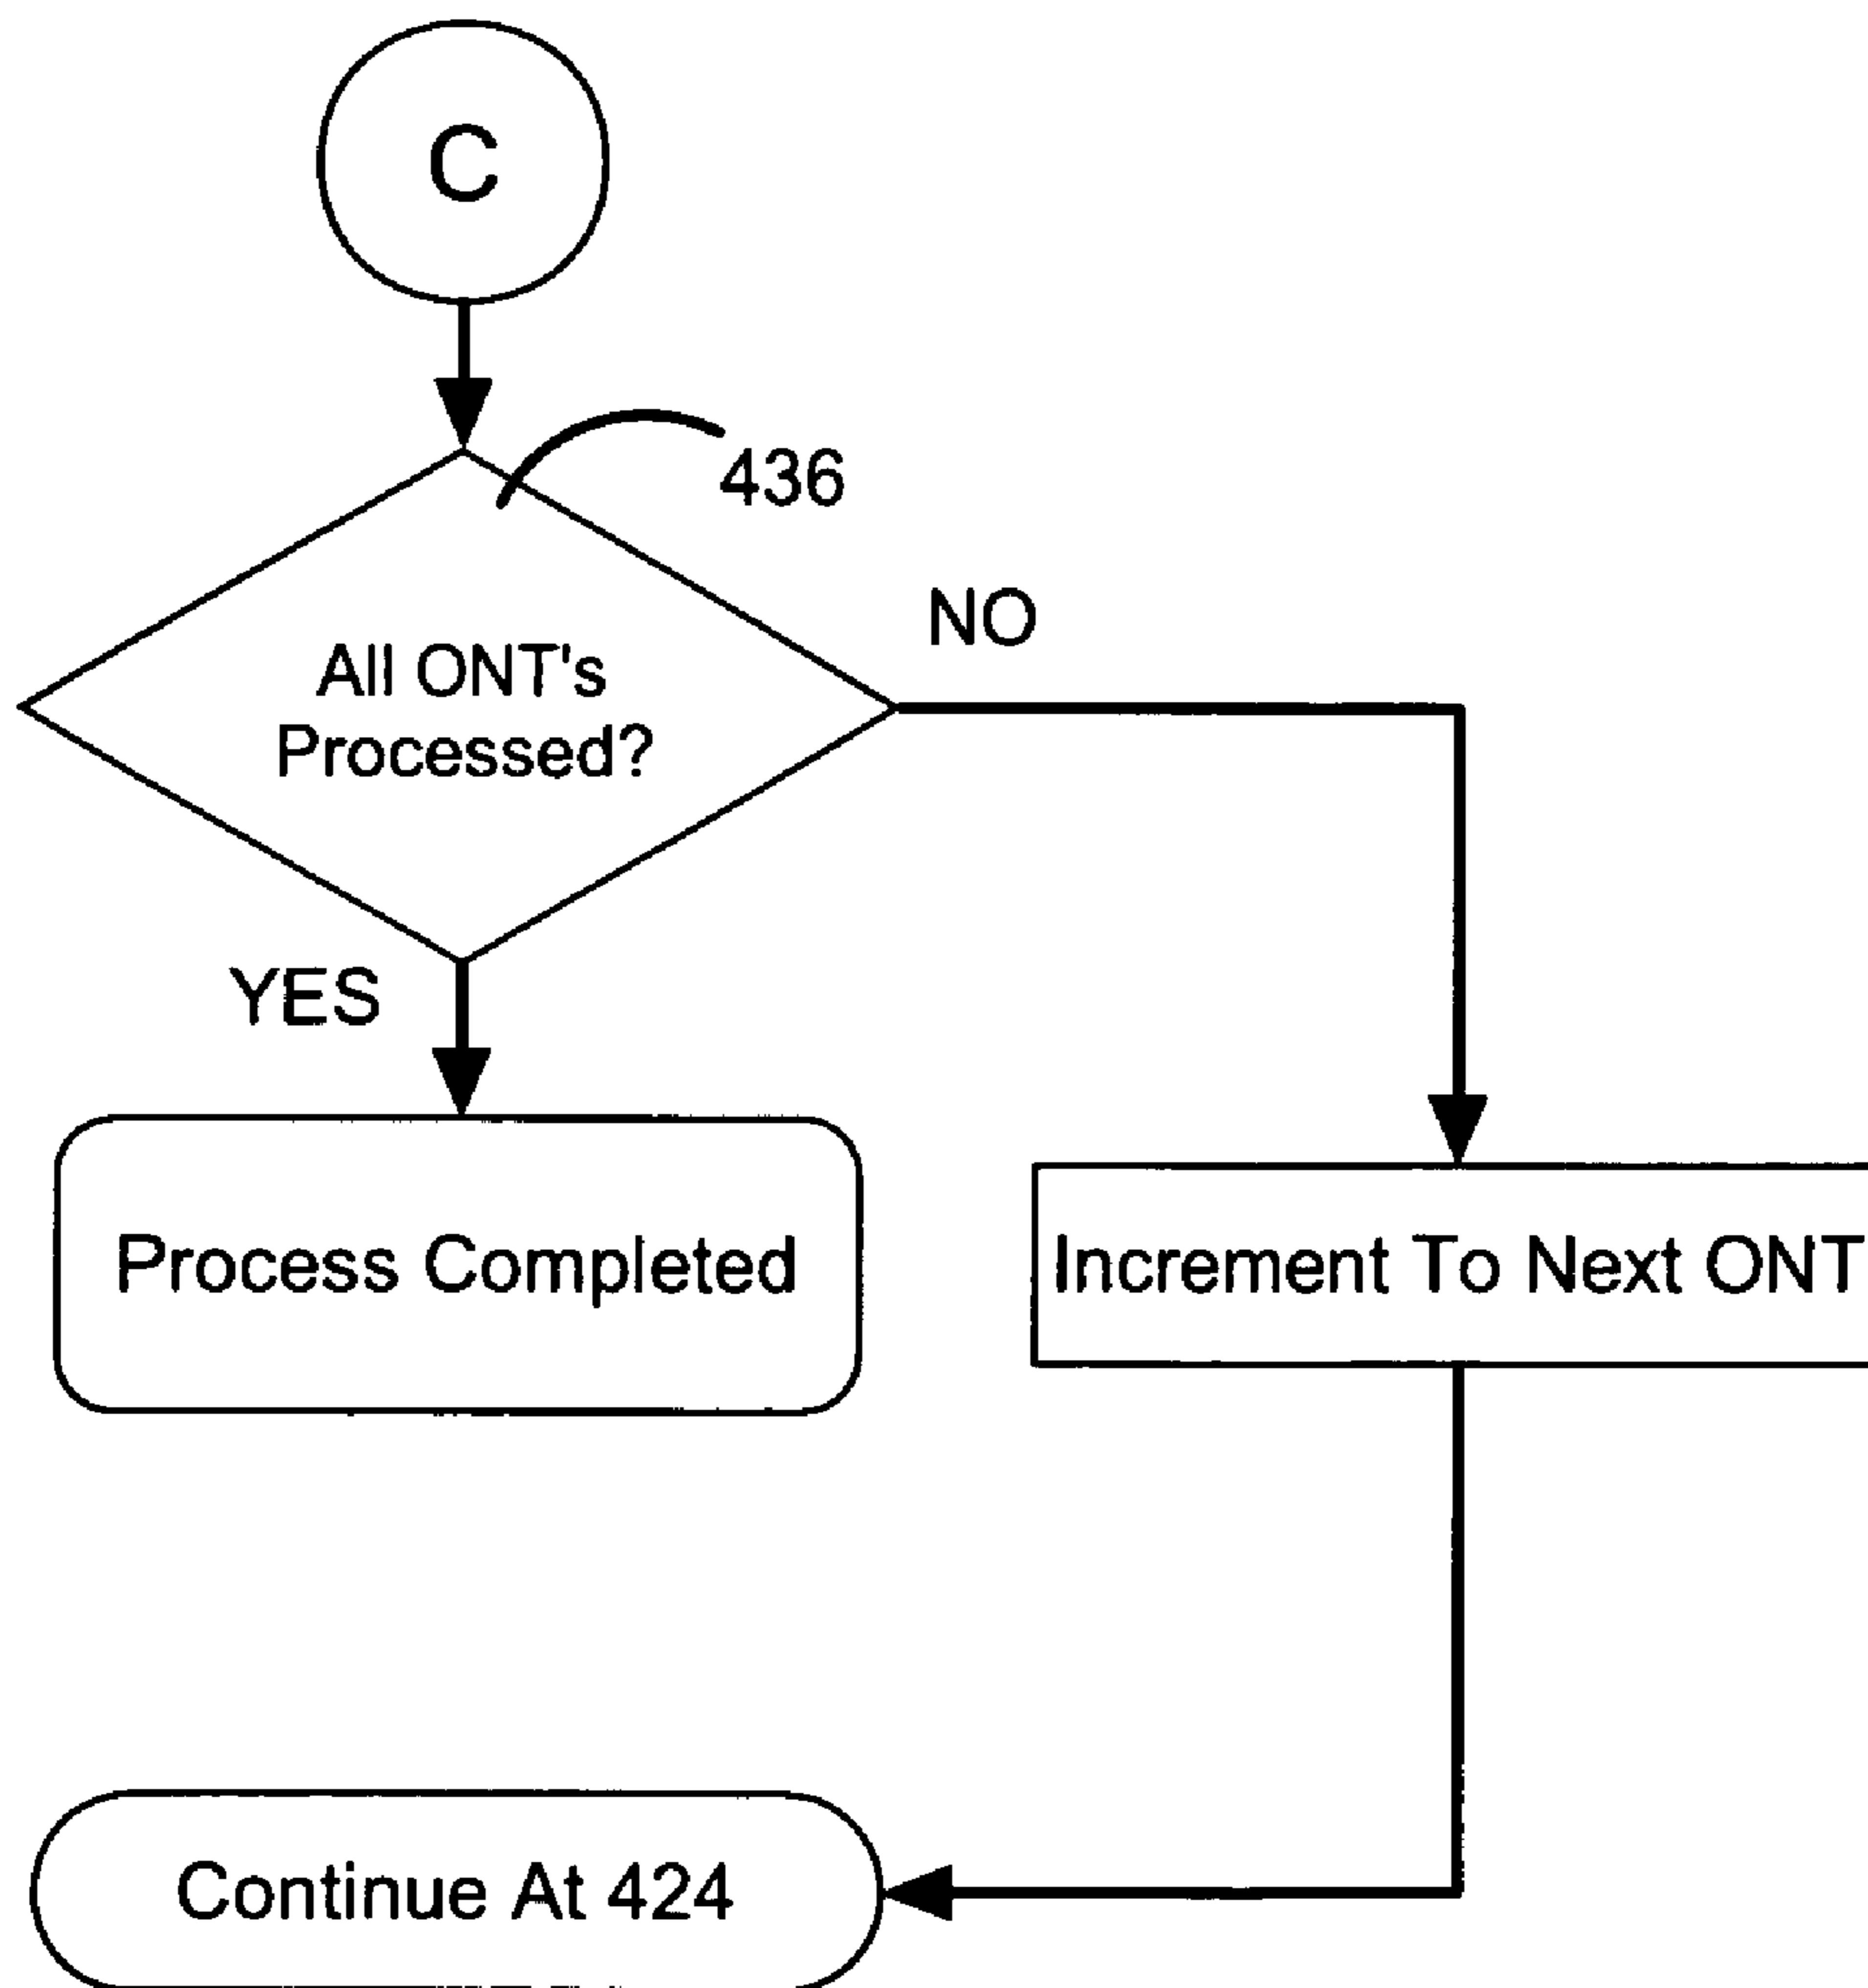 C
436
All ONT's
Processed?
NO
YES
Process Completed
Increment To Next ONT
Continue At 424